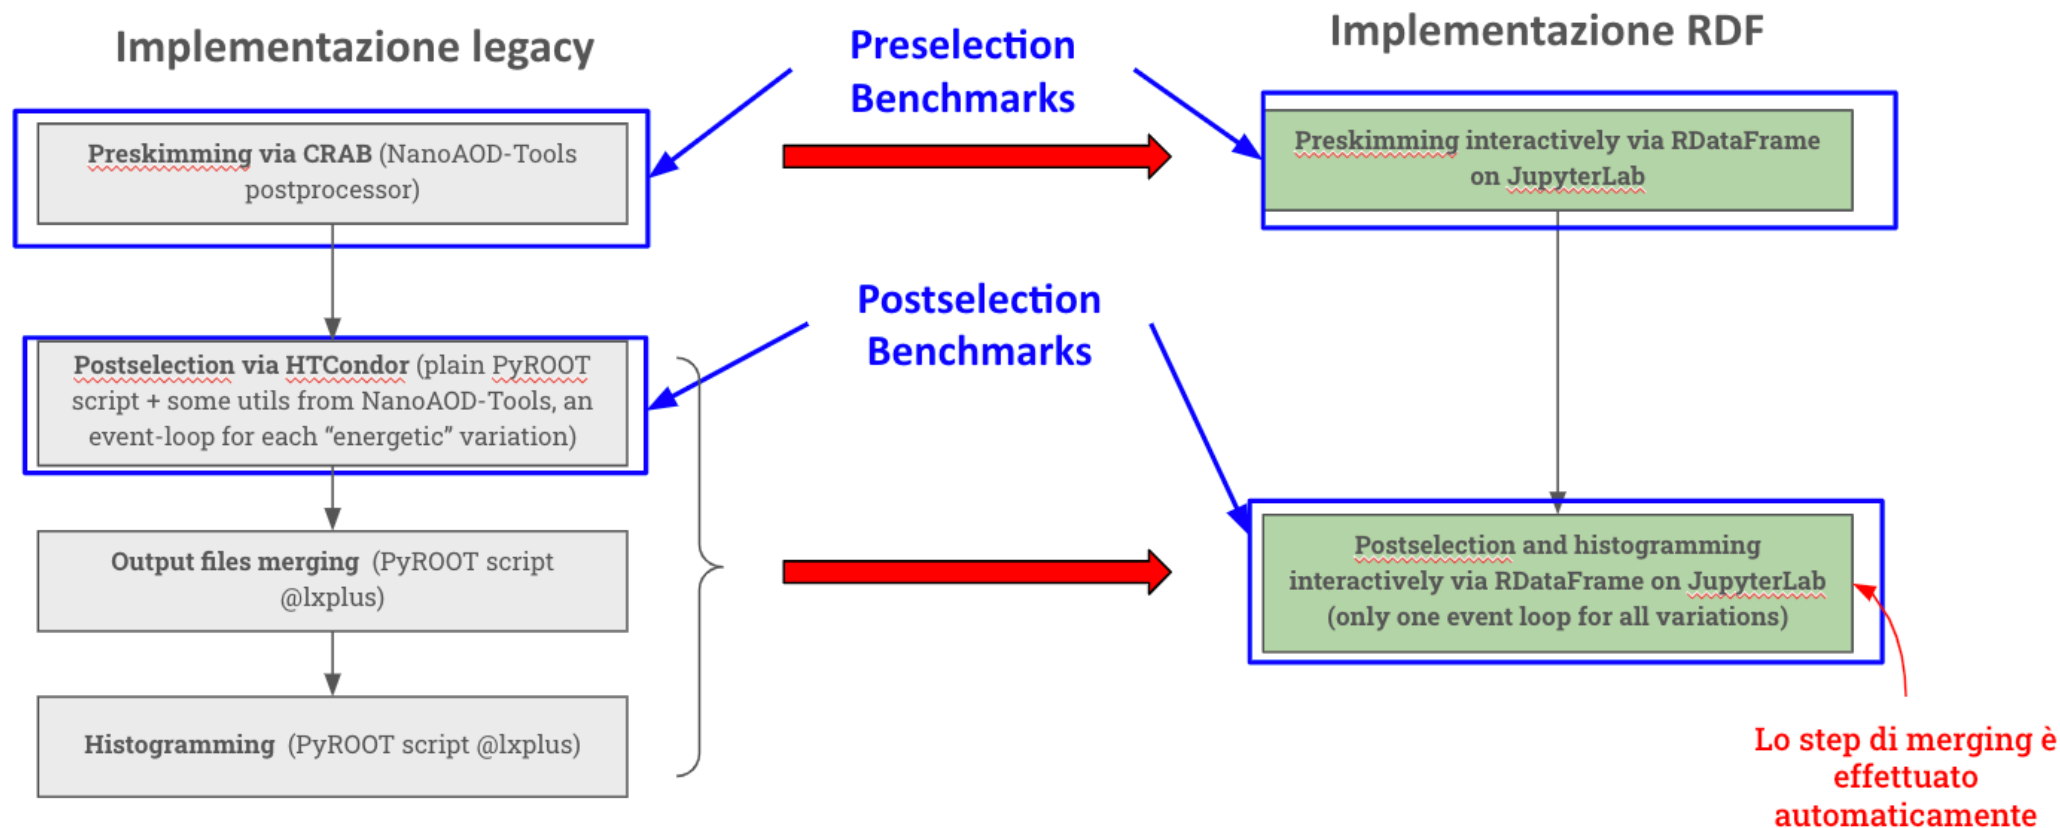 Implementazione legacy
Preselection
Benchmarks
Implementazione RDF
Preskimming via CRAB (NanoAOD-Tools
postprocessor)
Preskimming interactively via RDataFrame
on JupyterLab
Postselection
Benchmarks
Postselection via HTCondor (plain PyROOT
script + some utils from NanoAOD-Tools, an
event-loop for each “energetic” variation)
Output files merging (PyROOT script
@lxplus)
Postselection and histogramming
interactively via RDataFrame on JupyterLab
(only one event loop for all variations)
Histogramming (PyROOT script @lxplus)
Lo step di merging è
effettuato
automaticamente